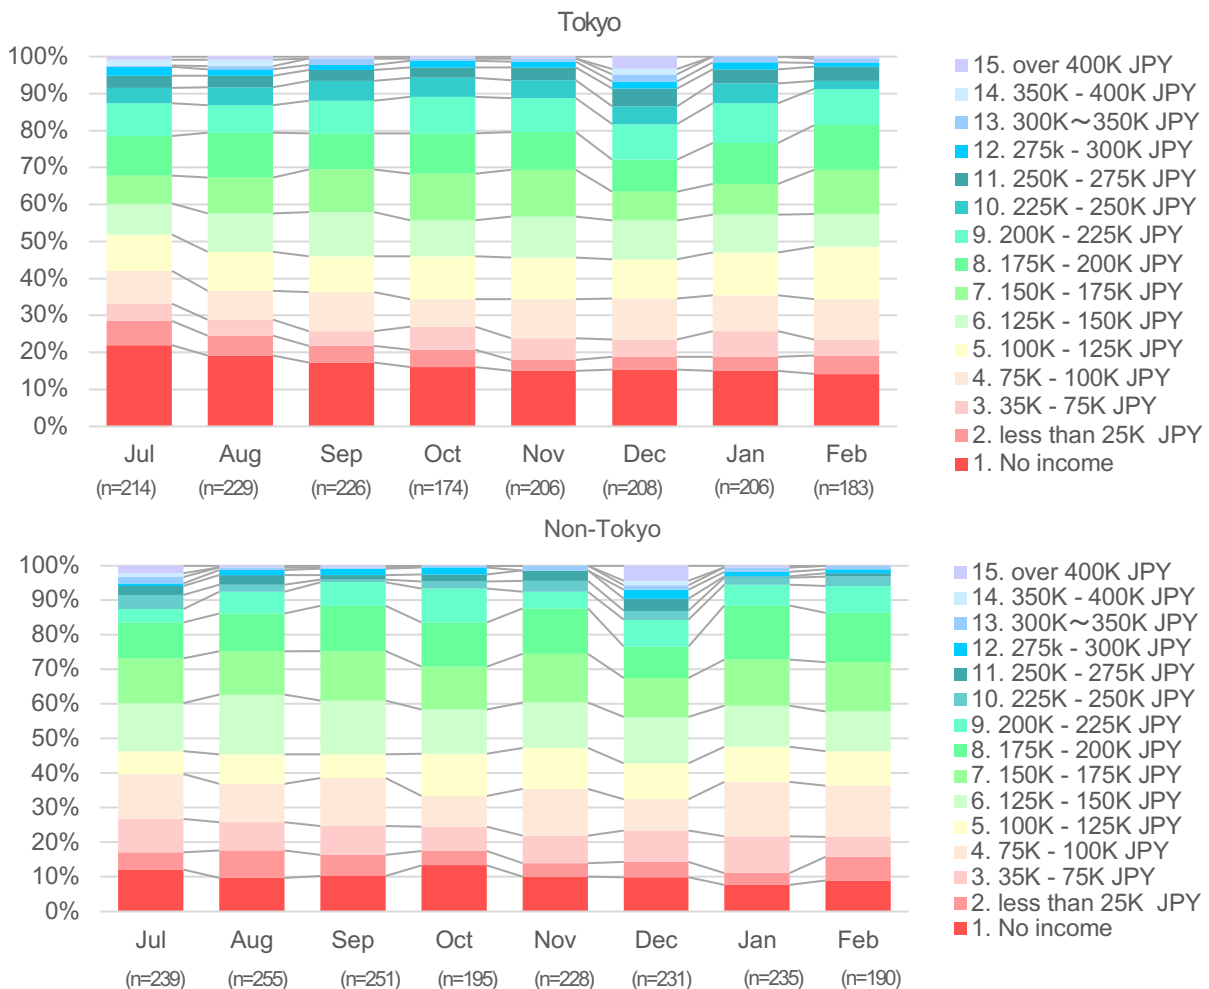 Tokyo
100%
90%
80%
70%
60%
50%
40%
30%
20%
10%
0%
Jul
Aug
Sep
Oct
Nov
Dec
Jan
Feb
(n=214)
(n=229)
(n=226)
(n=174)
(n=206)
(n=208)
(n=206)
(n=183)
15. over 400K JPY
14. 350K - 400K JPY
13. 300K～350K JPY
12. 275k - 300K JPY
11. 250K - 275K JPY
10. 225K - 250K JPY
9. 200K - 225K JPY
8. 175K - 200K JPY
7. 150K - 175K JPY
6. 125K - 150K JPY
5. 100K - 125K JPY
4. 75K - 100K JPY
3. 35K - 75K JPY
2. less than 25K  JPY
1. No income
Non-Tokyo
100%
90%
80%
70%
60%
50%
40%
30%
20%
10%
0%
Jul
Aug
Sep
Oct
Nov
Dec
Jan
Feb
(n=239)
(n=255)
(n=251)
(n=195)
(n=228)
(n=231)
(n=235)
(n=190)
15. over 400K JPY
14. 350K - 400K JPY
13. 300K～350K JPY
12. 275k - 300K JPY
11. 250K - 275K JPY
10. 225K - 250K JPY
9. 200K - 225K JPY
8. 175K - 200K JPY
7. 150K - 175K JPY
6. 125K - 150K JPY
5. 100K - 125K JPY
4. 75K - 100K JPY
3. 35K - 75K JPY
2. less than 25K  JPY
1. No income